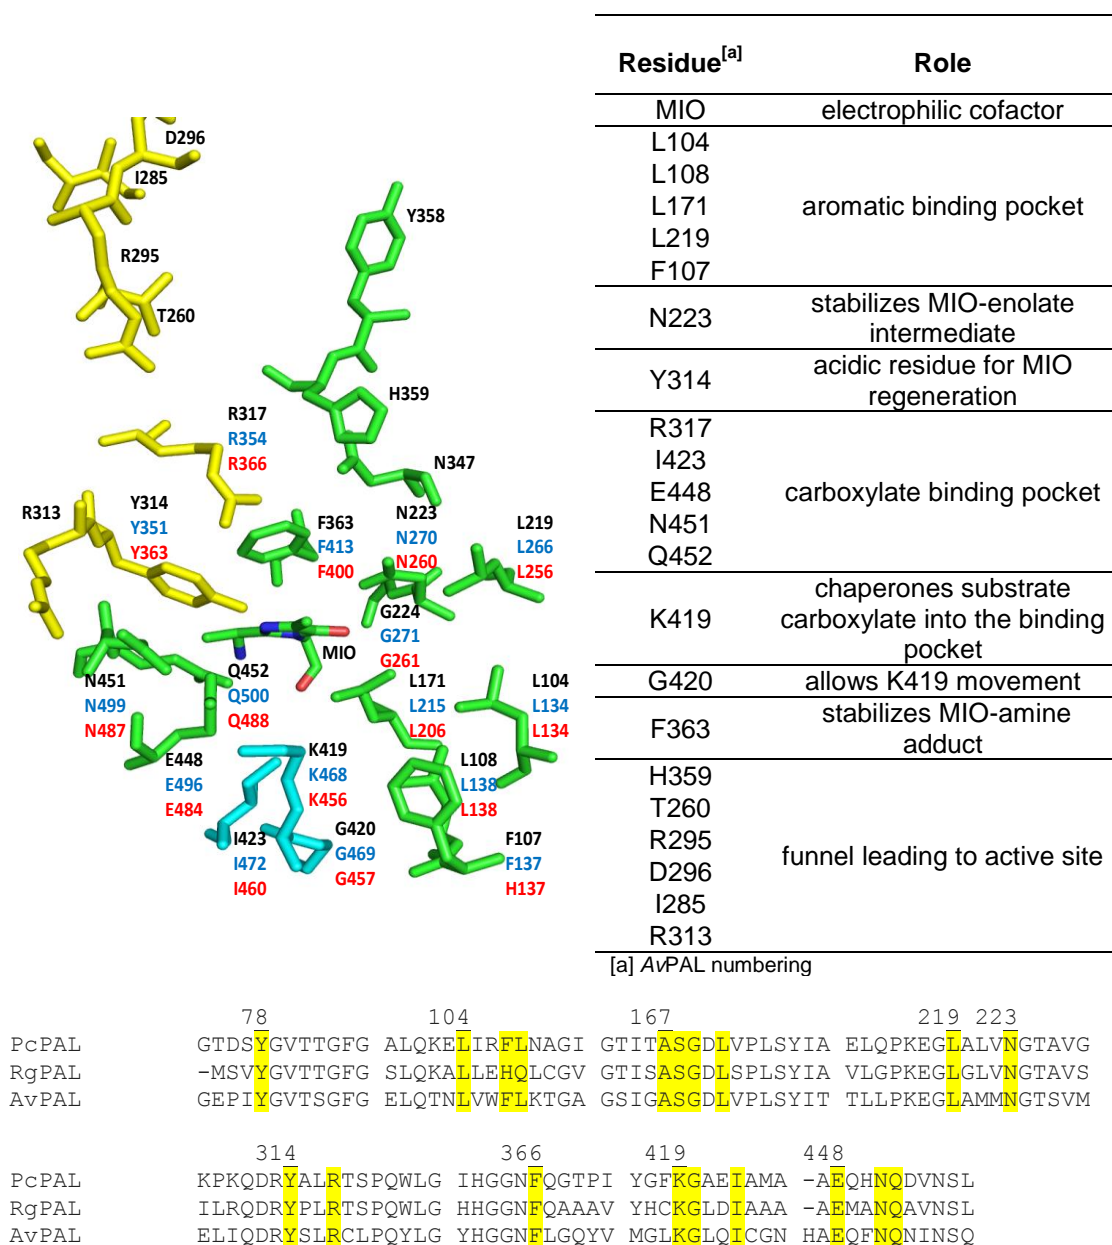 D296
I285
Y358
R295
T260
H359
R317
R354
R366
N347
R313
Y314
Y351
Y363
F363
F413
F400
N223
N270
N260
L219
L266
L256
G224
G271
G261
MIO
N451
N499
N487
Q452
Q500
Q488
L171
L215
L206
L104
L134
L134
E448
E496
E484
K419
K468
K456
L108
L138
L138
I423
I472
I460
G420
G469
G457
F107
F137
H137
Residue[a] Role
MIO electrophilic cofactor
L104
L108
L171 aromatic binding pocket
L219
F107
N223 stabilizes MIO-enolate
intermediate
Y314 acidic residue for MIO
regeneration
R317
I423
E448 carboxylate binding pocket
N451
Q452
K419 chaperones substrate
carboxylate into the binding
pocket
G420 allows K419 movement
F363 stabilizes MIO-amine
adduct
H359
T260
R295 funnel leading to active site
D296
I285
R313
[a] AvPAL numbering
78 104 167 219 223
PcPAL GTDSYGVTTGFG ALQKELIRFLNAGI GTITASGDLVPLSYIA ELQPKEGLALVNGTAVG
RgPAL -MSVYGVTTGFG SLQKALLEHQLCGV GTISASGDLSPLSYIA VLGPKEGLGLVNGTAVS
AvPAL GEPIYGVTSGFG ELQTNLVWFLKTGA GSIGASGDLVPLSYIT TLLPKEGLAMMNGTSVM
314 366 419 448
PcPAL KPKQDRYALRTSPQWLG IHGGNFQGTPI YGFKGAEIAMA -AEQHNQDVNSL
RgPAL ILRQDRYPLRTSPQWLG HHGGNFQAAAV YHCKGLDIAAA -AEMANQAVNSL
AvPAL ELIQDRYSLRCLPQYLG YHGGNFLGQYV MGLKGLQICGN HAEQFNQNINSQ